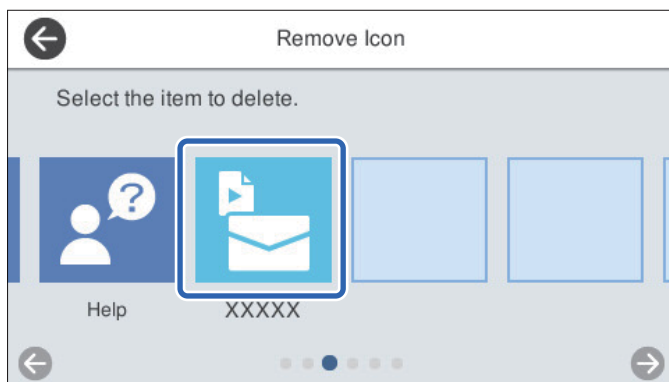 Remove Icon
Select the item to delete.
?
Help
XXXXX